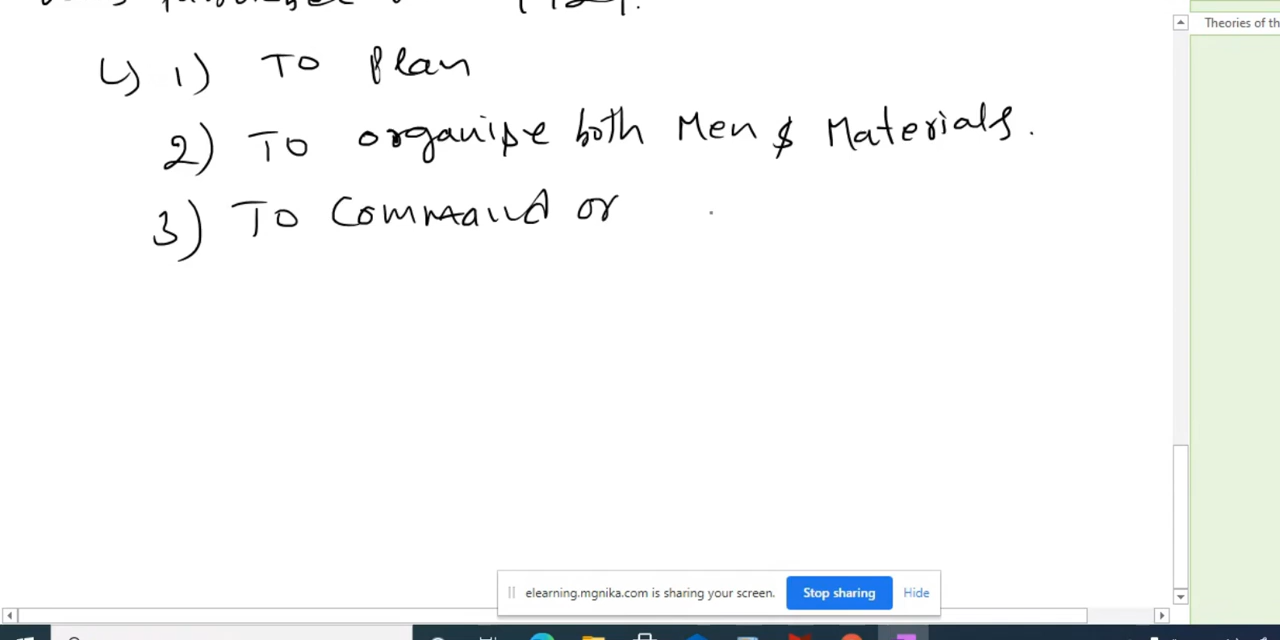 Theories of th
↳ 1) To Plan
2) To organise both Men & Materials.
3) To Command or
elearning.mgnika.com is sharing your screen. Stop sharing Hide